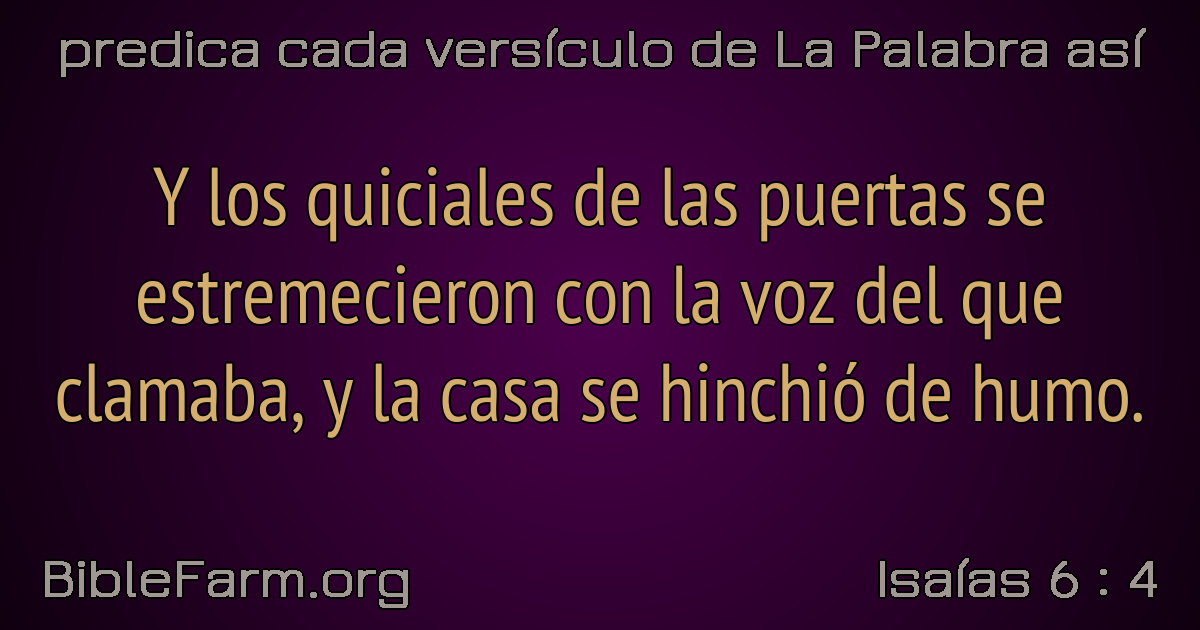 predica cada versículo de La Palabra así
Y los quiciales de las puertas se
estremecieron con la voz del que
clamaba, y la casa se hinchió de humo.
BibleFarm.org
Isaías 6 : 4